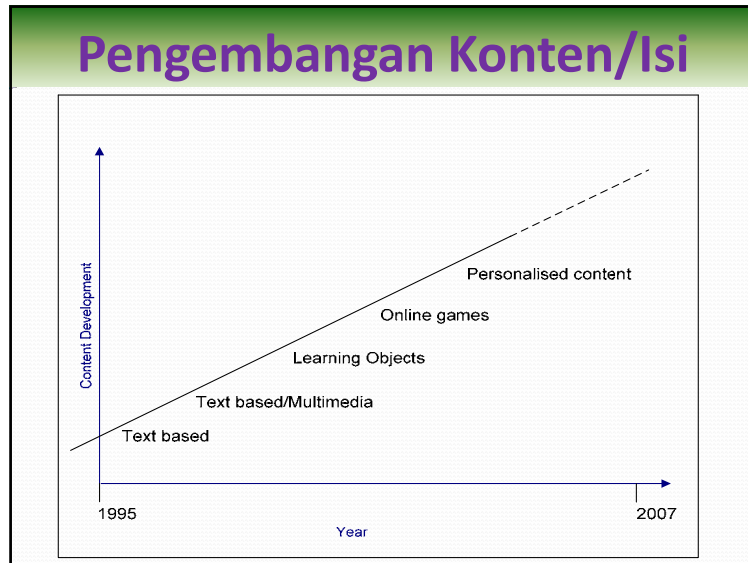 Pengembangan Konten/Isi
Content Development
Personalised content
Online games
Learning Objects
Text based/Multimedia
Text based
1995
2007
Year